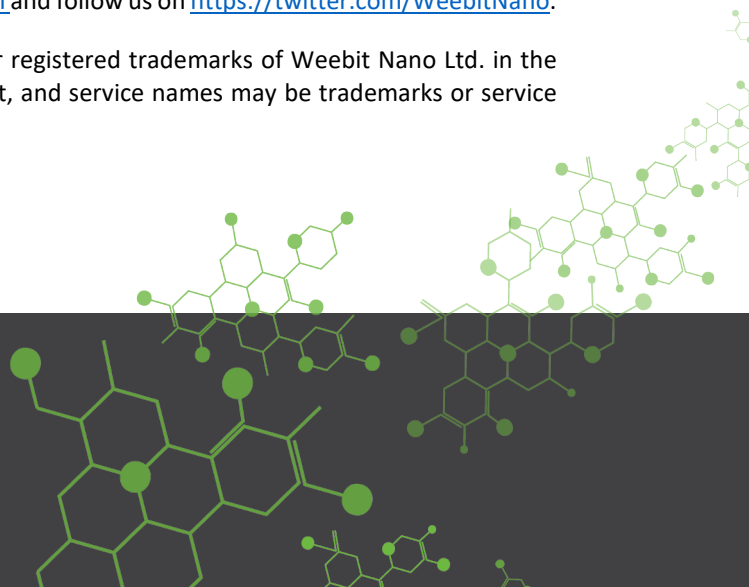 and follow us on https://twitter.com/WeebitNano.
registered trademarks of Weebit Nano Ltd. in the
and service names may be trademarks or service